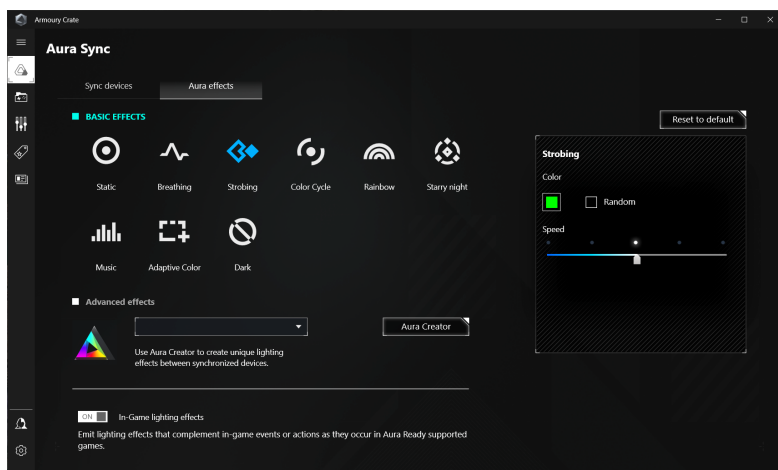 Armoury Crate
Aura Sync
Sync devices
Aura effects
BASIC EFFECTS
Static
Breathing
Strobing
Color Cycle
Rainbow
Starry night
Music
Adaptive Color
Dark
Advanced effects
Aura Creator
Use Aura Creator to create unique lighting
effects between synchronized devices.
ON
In-Game lighting effects
Emit lighting effects that complement in-game events or actions as they occur in Aura Ready supported
games.
Reset to default
Strobing
Color
Random
Speed